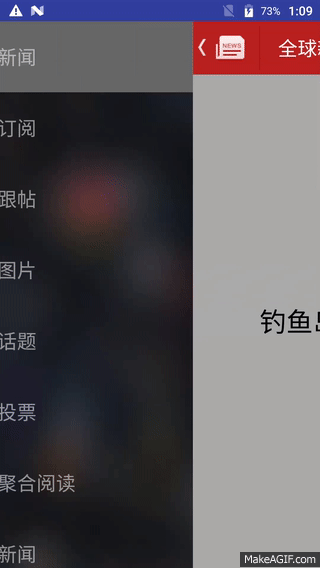 73% 1:09
新闻
NEWS
全球
订阅
跟帖
图片
话题
钓鱼
投票
聚合阅读
新闻
MakeAGIF.com